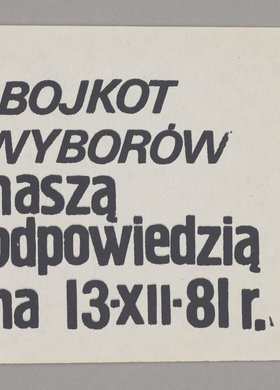 BOJKOT
WYBORÓW
naszą
odpowiedzią
na 13-XII-81 r.